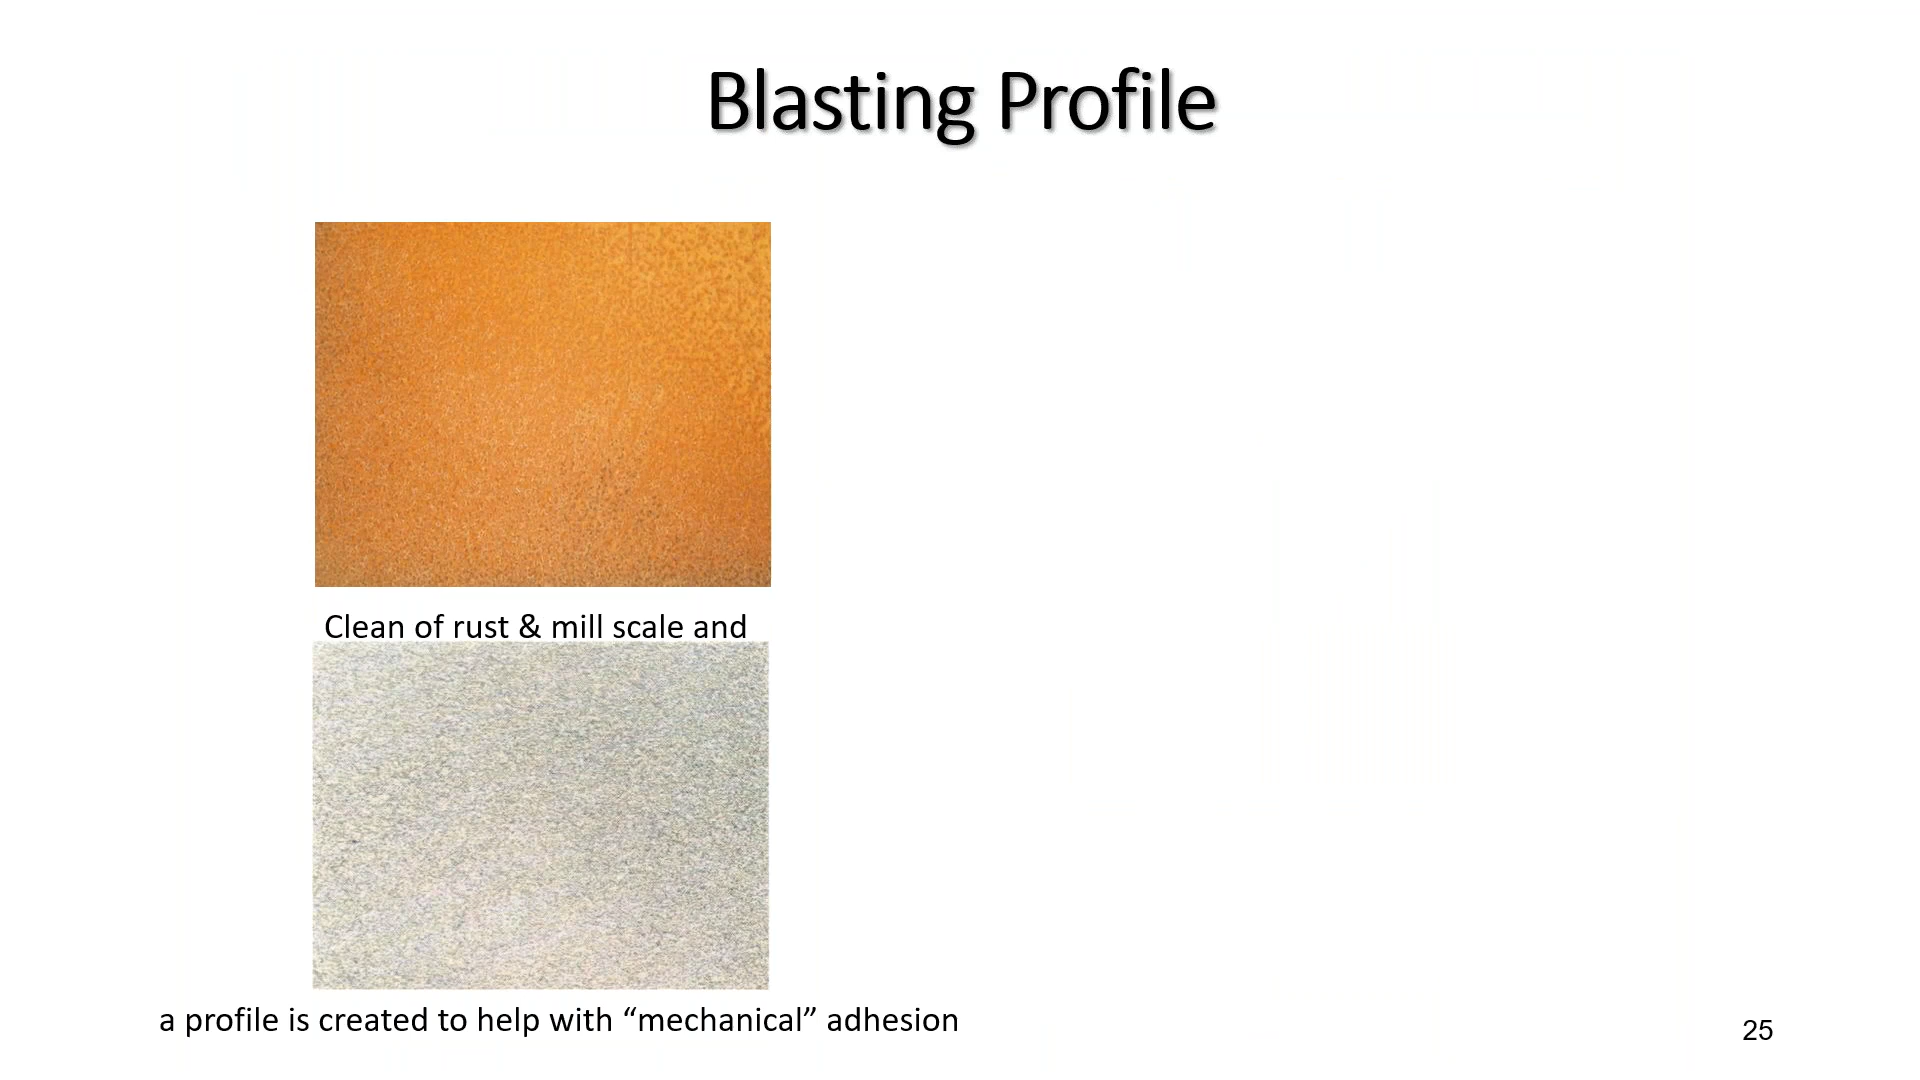 Blasting Profile
Clean of rust & mill scale and
a profile is created to help with “mechanical” adhesion
25